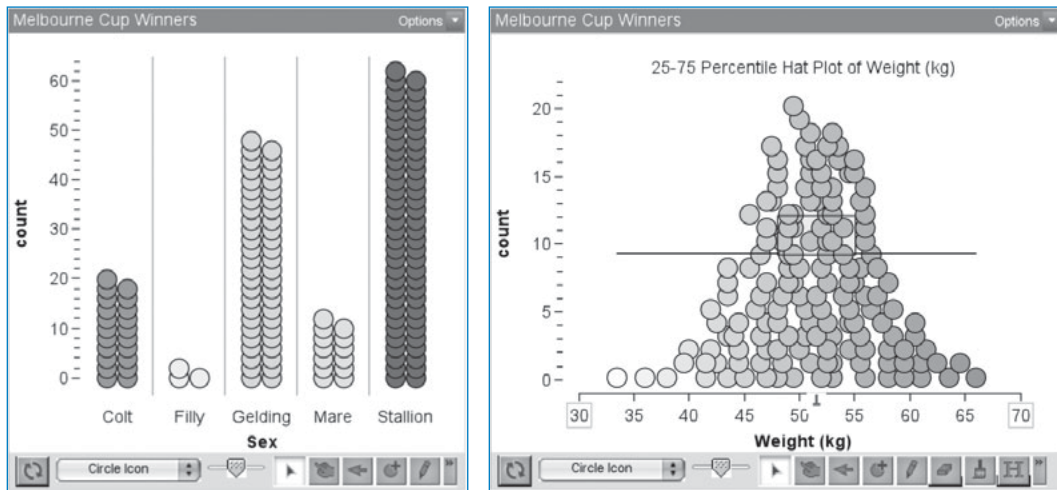 Melbourne Cup Winners
Options
60
50
40
30
20
10
0
count
Colt Filly Gelding Mare Stallion
Sex
Circle Icon
Melbourne Cup Winners
Options
25-75 Percentile Hat Plot of Weight (kg)
20
15
10
5
0
count
30 35 40 45 50 55 60 65 70
Weight (kg)
Circle Icon